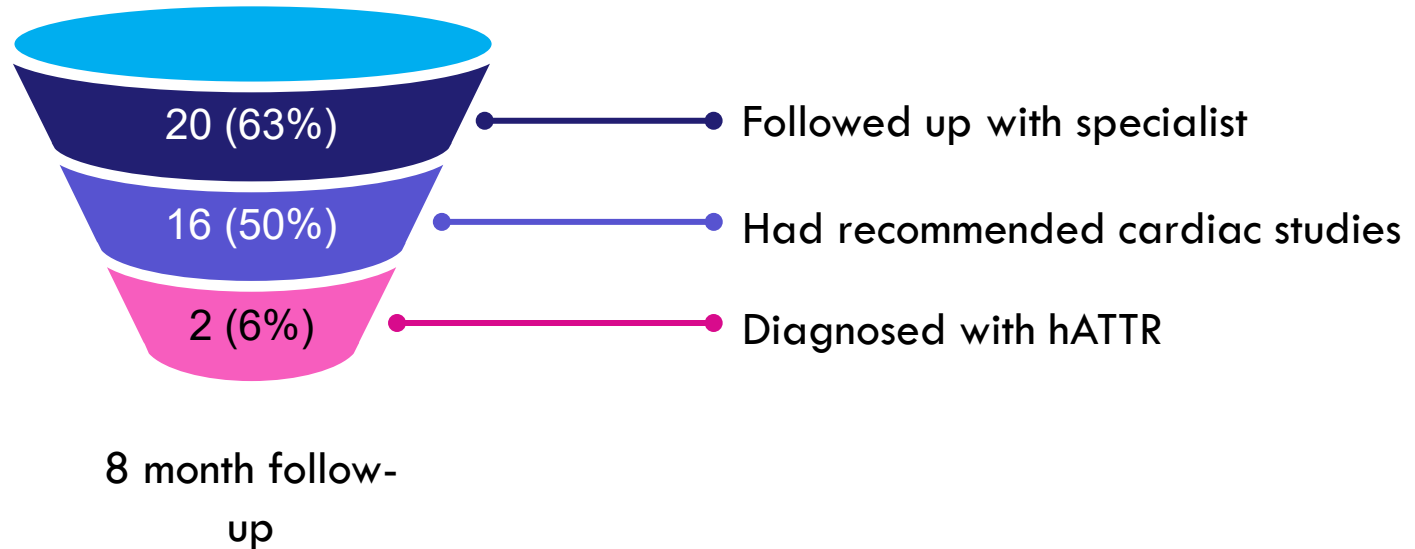 20 (63%)
Followed up with specialist
16 (50%)
Had recommended cardiac studies
2 (6%)
Diagnosed with hATTR
8 month follow-
up